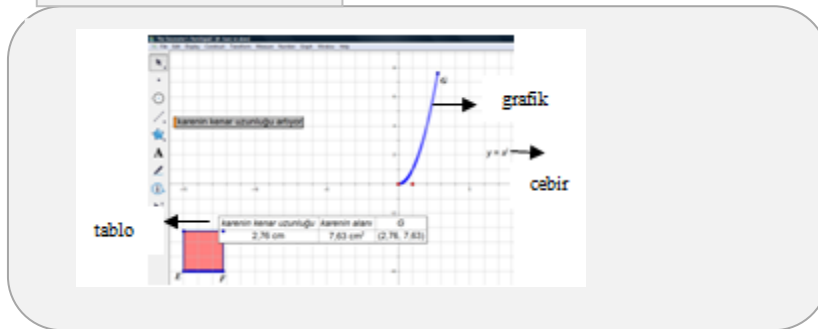 karenin kenar uzunluğu artıyor
grafik
cebir
tablo
karenin kenar uzunluğu karenin alanı G
2,76 cm 7,63 cm² (2,76, 7,63)
G
E F
A